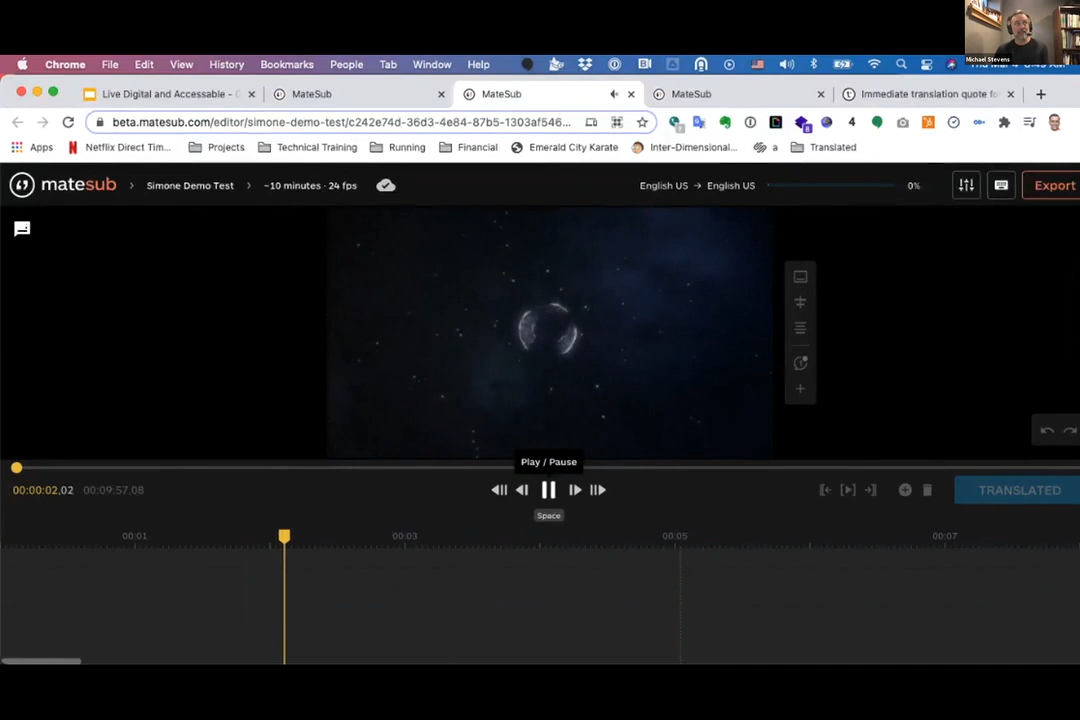 Michael Stevens
Chrome File Edit View History Bookmarks People Tab Window Help
Live Digital and Accessable - G
MateSub
MateSub
MateSub
Immediate translation quote fo
beta.matesub.com/editor/simone-demo-test/c242e74d-36d3-4e84-87b5-1303af546...
Apps Netflix Direct Tim... Projects Technical Training Running Financial Emerald City Karate Inter-Dimensional... a Translated
matesub > Simone Demo Test > ~10 minutes · 24 fps English US → English US 0% Export
Play / Pause
00:00:02,02 00:09:57,08 TRANSLATED
Space
00:01 00:03 00:05 00:07